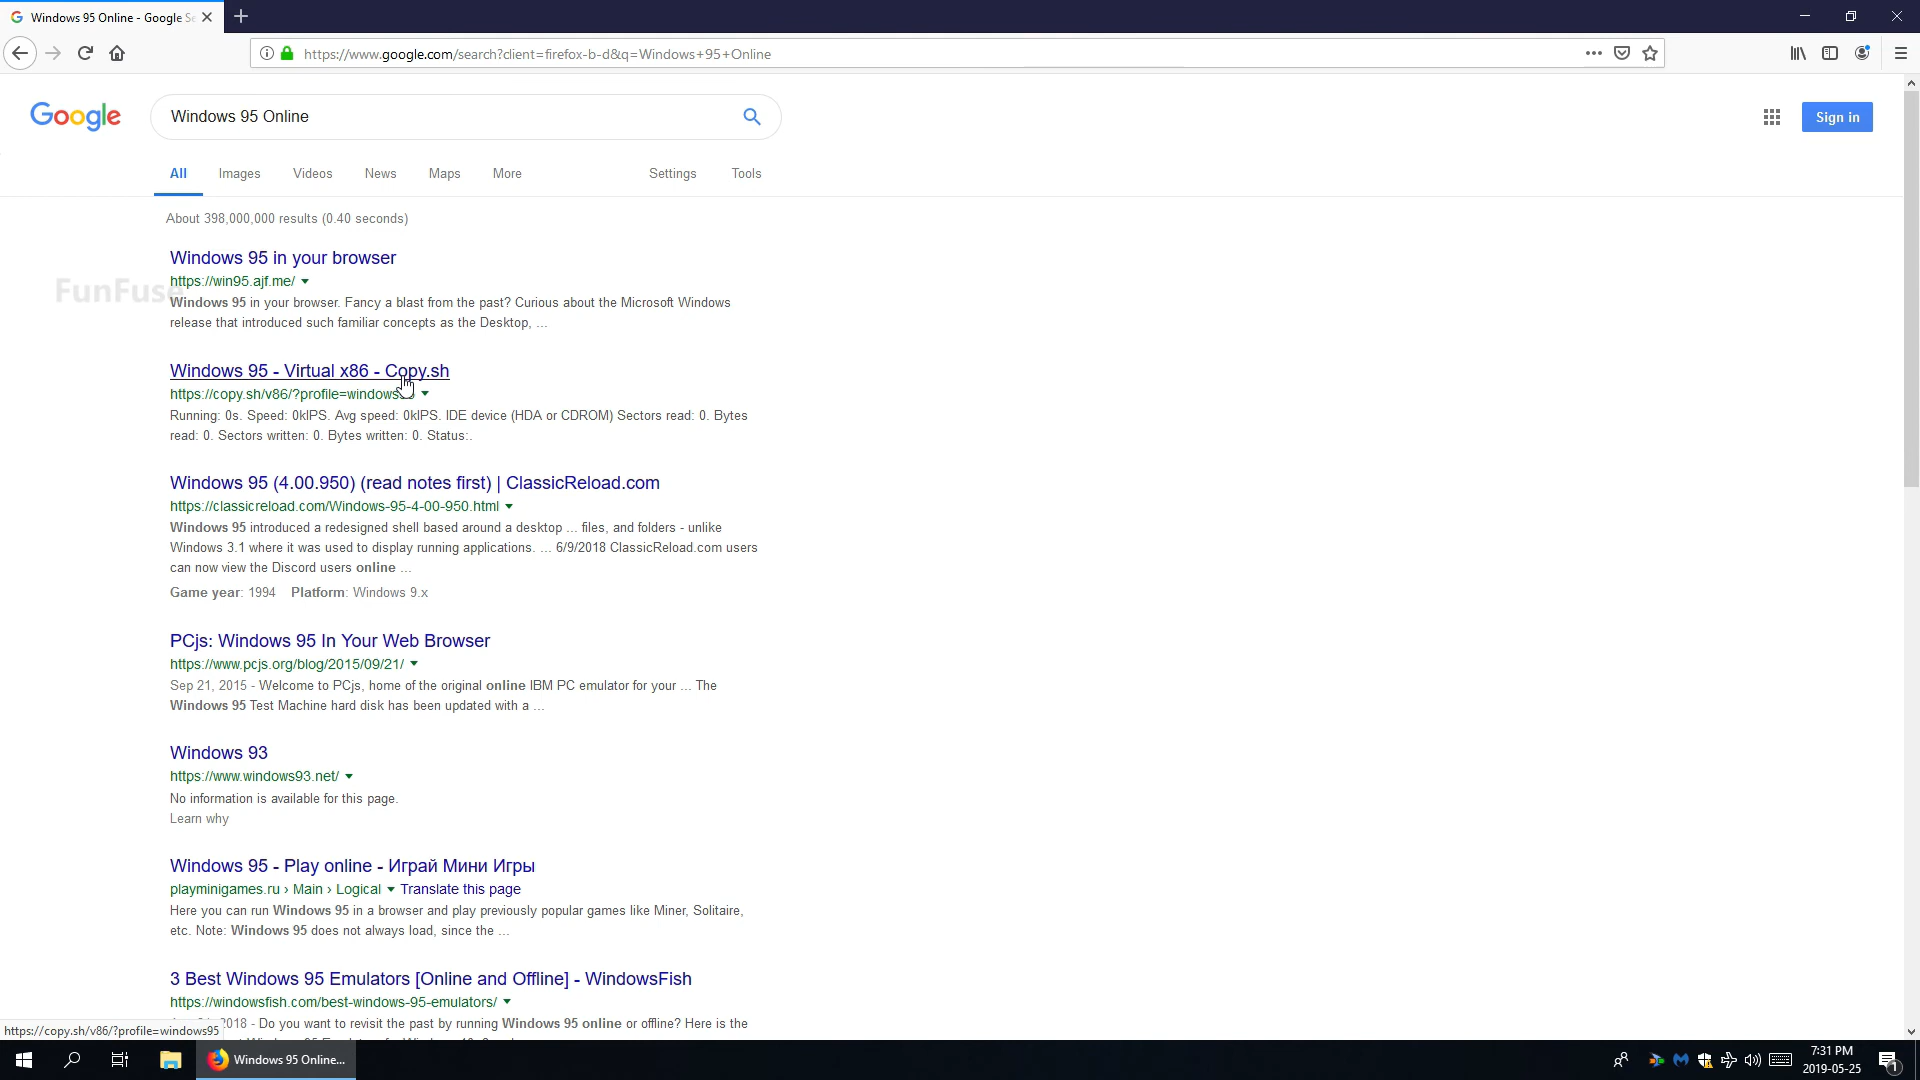 Windows 95 Online - Google Se
https://www.google.com/search?client=firefox-b-d&q=Windows+95+Online
Google
Windows 95 Online
Sign in
All
Images
Videos
News
Maps
More
Settings
Tools
About 398,000,000 results (0.40 seconds)
Windows 95 in your browser
https://win95.ajf.me/
FunFuse
Windows 95 in your browser. Fancy a blast from the past? Curious about the Microsoft Windows
release that introduced such familiar concepts as the Desktop, ...
Windows 95 - Virtual x86 - Copy.sh
https://copy.sh/v86/?profile=windows
Running: 0s. Speed: 0kIPS. Avg speed: 0kIPS. IDE device (HDA or CDROM) Sectors read: 0. Bytes
read: 0. Sectors written: 0. Bytes written: 0. Status:.
Windows 95 (4.00.950) (read notes first) | ClassicReload.com
https://classicreload.com/Windows-95-4-00-950.html
Windows 95 introduced a redesigned shell based around a desktop ... files, and folders - unlike
Windows 3.1 where it was used to display running applications. ... 6/9/2018 ClassicReload.com users
can now view the Discord users online ...
Game year: 1994 Platform: Windows 9.x
PCjs: Windows 95 In Your Web Browser
https://www.pcjs.org/blog/2015/09/21/
Sep 21, 2015 - Welcome to PCjs, home of the original online IBM PC emulator for your ... The
Windows 95 Test Machine hard disk has been updated with a ...
Windows 93
https://www.windows93.net/
No information is available for this page.
Learn why
Windows 95 - Play online - Играй Мини Игры
playminigames.ru › Main › Logical Translate this page
Here you can run Windows 95 in a browser and play previously popular games like Miner, Solitaire,
etc. Note: Windows 95 does not always load, since the ...
3 Best Windows 95 Emulators [Online and Offline] - WindowsFish
https://windowsfish.com/best-windows-95-emulators/
2018 - Do you want to revisit the past by running Windows 95 online or offline? Here is the
https://copy.sh/v86/?profile=windows95
Windows 95 Online...
7:31 PM
2019-05-25
1